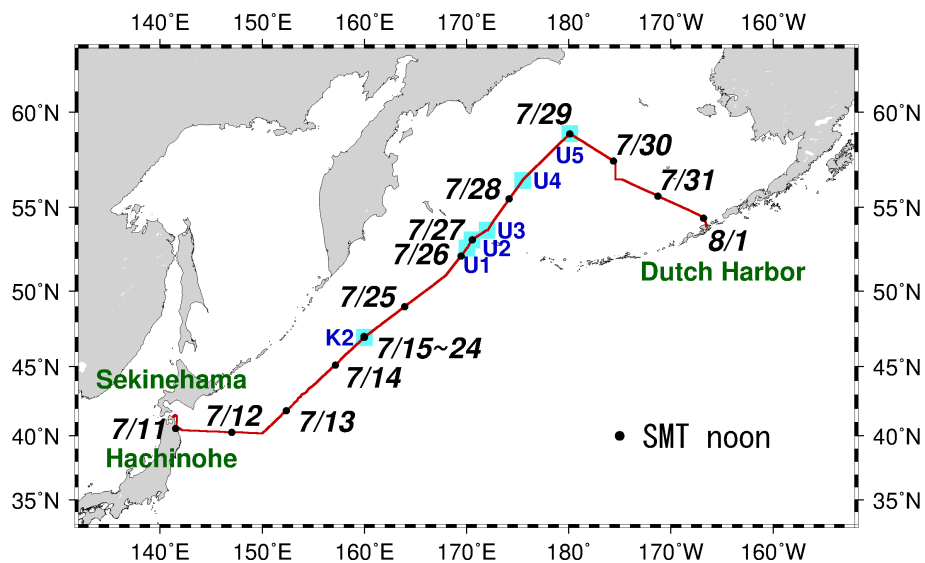 140°E 150°E 160°E 170°E 180° 170°W 160°W
60°N 60°N
7/29
7/30
U5
U4
7/31
7/28
55°N 55°N
7/27
U3
8/1
7/26
U2
U1
Dutch Harbor
50°N 50°N
7/25
K2
7/15~24
45°N 45°N
7/14
Sekinehama
7/12
7/13
7/11
40°N 40°N
SMT noon
Hachinohe
35°N 35°N
140°E 150°E 160°E 170°E 180° 170°W 160°W